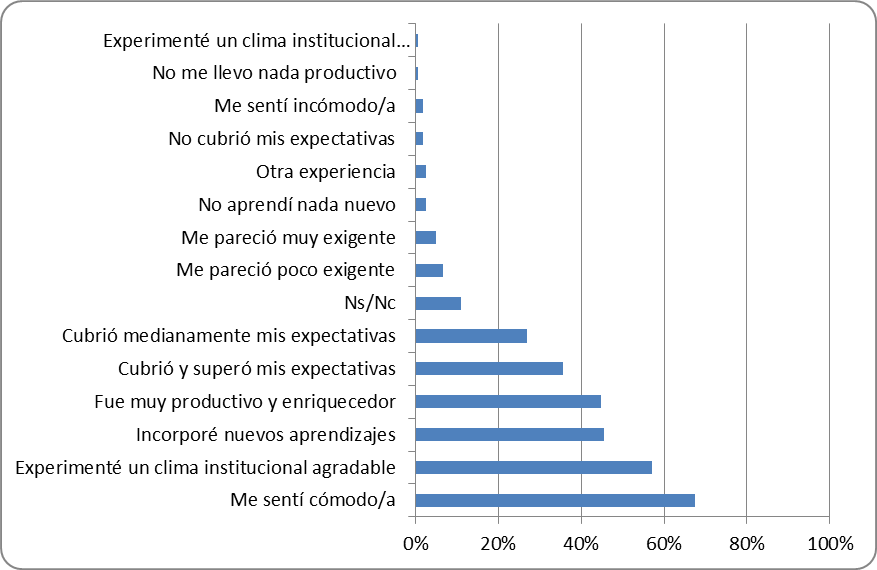 Experimenté un clima institucional...
No me llevo nada productivo
Me sentí incómodo/a
No cubrió mis expectativas
Otra experiencia
No aprendí nada nuevo
Me pareció muy exigente
Me pareció poco exigente
Ns/Nc
Cubrió medianamente mis expectativas
Cubrió y superó mis expectativas
Fue muy productivo y enriquecedor
Incorporé nuevos aprendizajes
Experimenté un clima institucional agradable
Me sentí cómodo/a
0% 20% 40% 60% 80% 100%